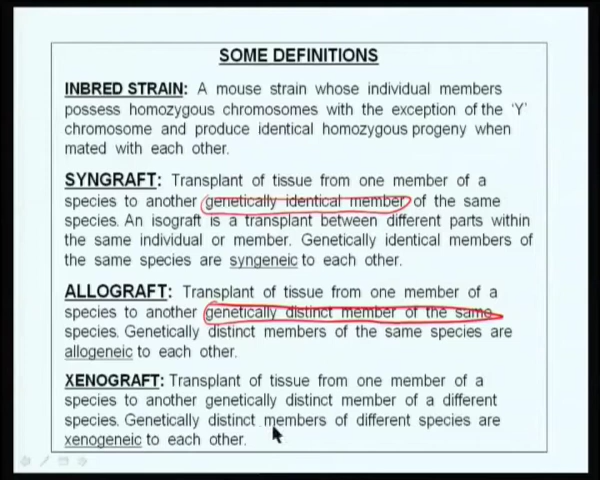 SOME DEFINITIONS
INBRED STRAIN: A mouse strain whose individual members
possess homozygous chromosomes with the exception of the ‘Y’
chromosome and produce identical homozygous progeny when
mated with each other.
SYNGRAFT: Transplant of tissue from one member of a
species to another genetically identical member of the same
species. An isograft is a transplant between different parts within
the same individual or member. Genetically identical members of
the same species are syngeneic to each other.
ALLOGRAFT: Transplant of tissue from one member of a
species to another genetically distinct member of the same
species. Genetically distinct members of the same species are
allogeneic to each other.
XENOGRAFT: Transplant of tissue from one member of a
species to another genetically distinct member of a different
species. Genetically distinct members of different species are
xenogeneic to each other.